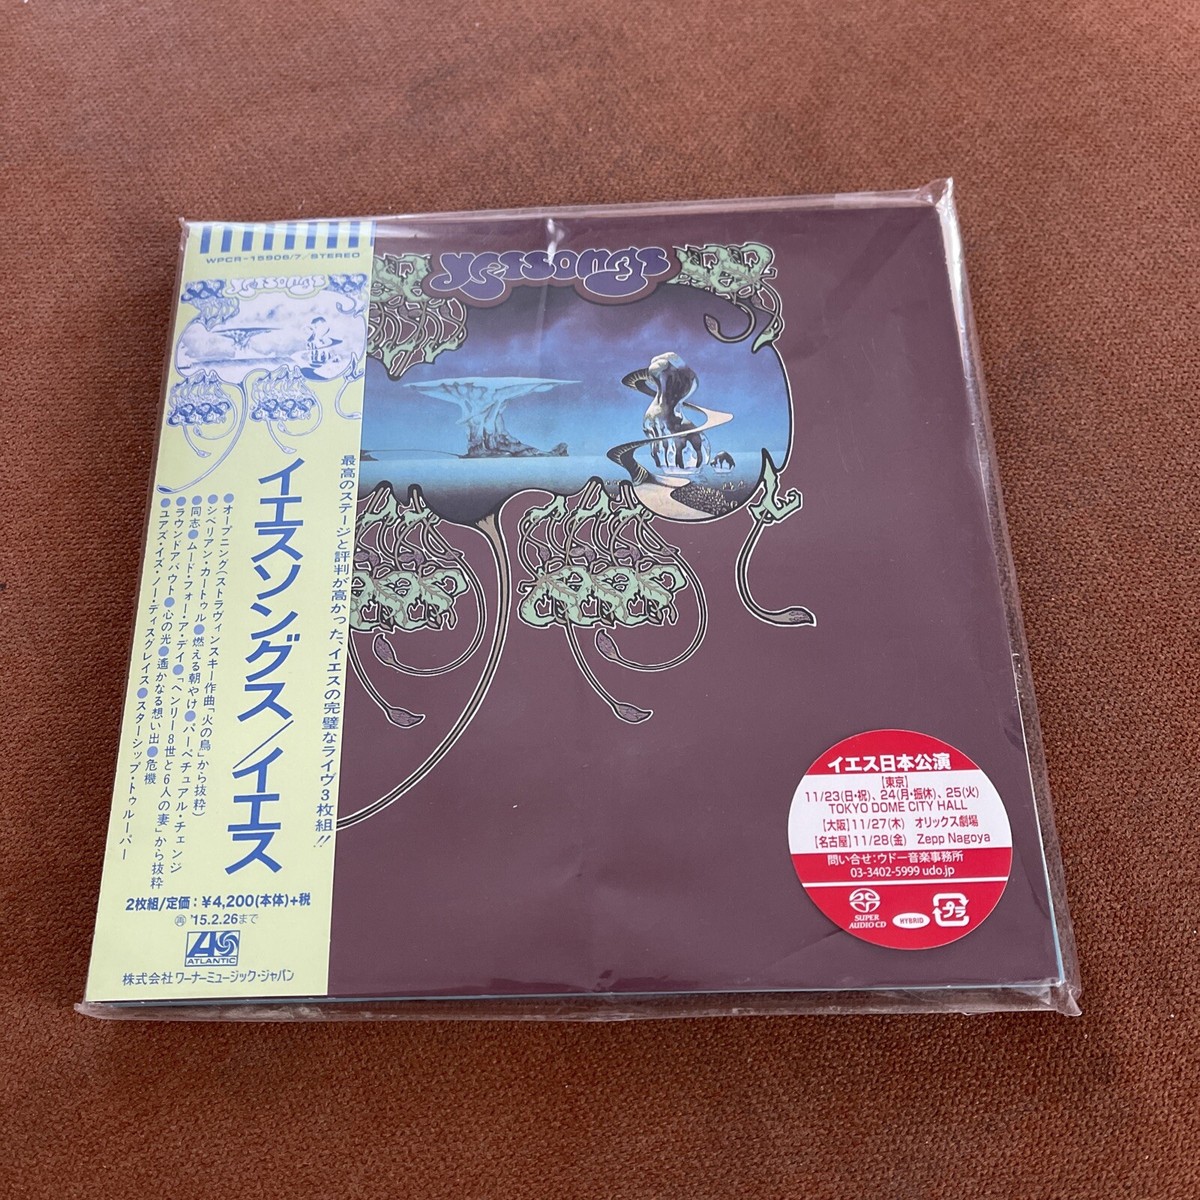 WPCR-15906/7/STEREO
yessongs
yessongs
最高のステージと評判が高かった、イエスの完璧なライヴ3枚組!!
イエスソングス/イエス
●オープニング(ストラヴィンスキー作曲「火の鳥」から抜粋)
●シベリアン・カートゥル●燃える朝やけ●パーペチュアル・チェンジ
●同志●ムード・フォー・ア・デイ●「ヘンリー8世と6人の妻」から抜粋
●ラウンドアバウト●心の光●遥かなる想い出●危機
●ユアズ・イズ・ノー・ディスグレイス●スターシップ・トゥルーパー
2枚組/定価:¥4,200(本体)+税
㋐'15.2.26まで
ATLANTIC
株式会社 ワーナーミュージック・ジャパン
イエス日本公演
【東京】
11/23(日・祝)、24(月・振休)、25(火)
TOKYO DOME CITY HALL
【大阪】11/27(木) オリックス劇場
【名古屋】11/28(金) Zepp Nagoya
問い合せ:ウドー音楽事務所
03-3402-5999 udo.jp
SUPER
AUDIO CD
HYBRID
プラ